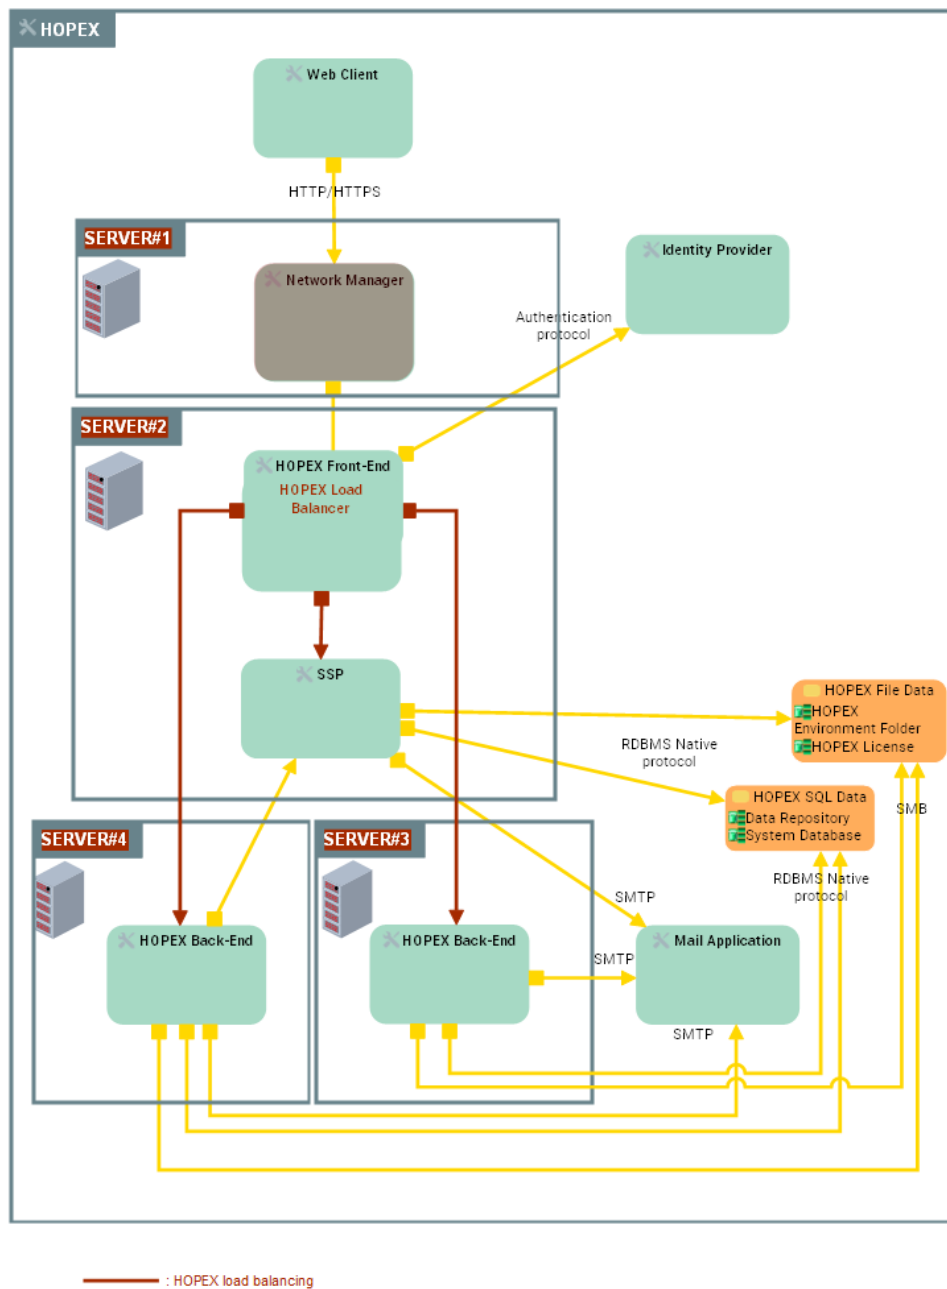 HOPEX
Web Client
HTTP/HTTPS
SERVER#1
Network Manager
Identity Provider
Authentication
protocol
SERVER#2
HOPEX Front-End
HOPEX Load
Balancer
SSP
HOPEX File Data
HOPEX
Environment Folder
HOPEX License
RDBMS Native
protocol
HOPEX SQL Data
Data Repository
System Database
SMB
SERVER#4
SERVER#3
RDBMS Native
protocol
SMTP
HOPEX Back-End
HOPEX Back-End
Mail Application
SMTP
SMTP
: HOPEX load balancing